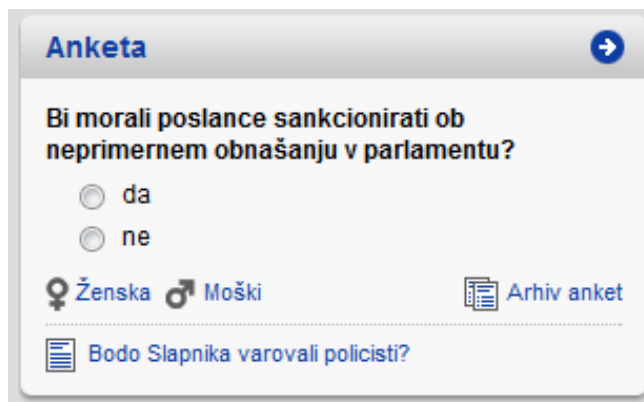 Anketa
Bi morali poslance sankcionirati ob
neprimernem obnašanju v parlamentu?
da
ne
Ženska Moški Arhiv anket
Bodo Slapnika varovali policisti?